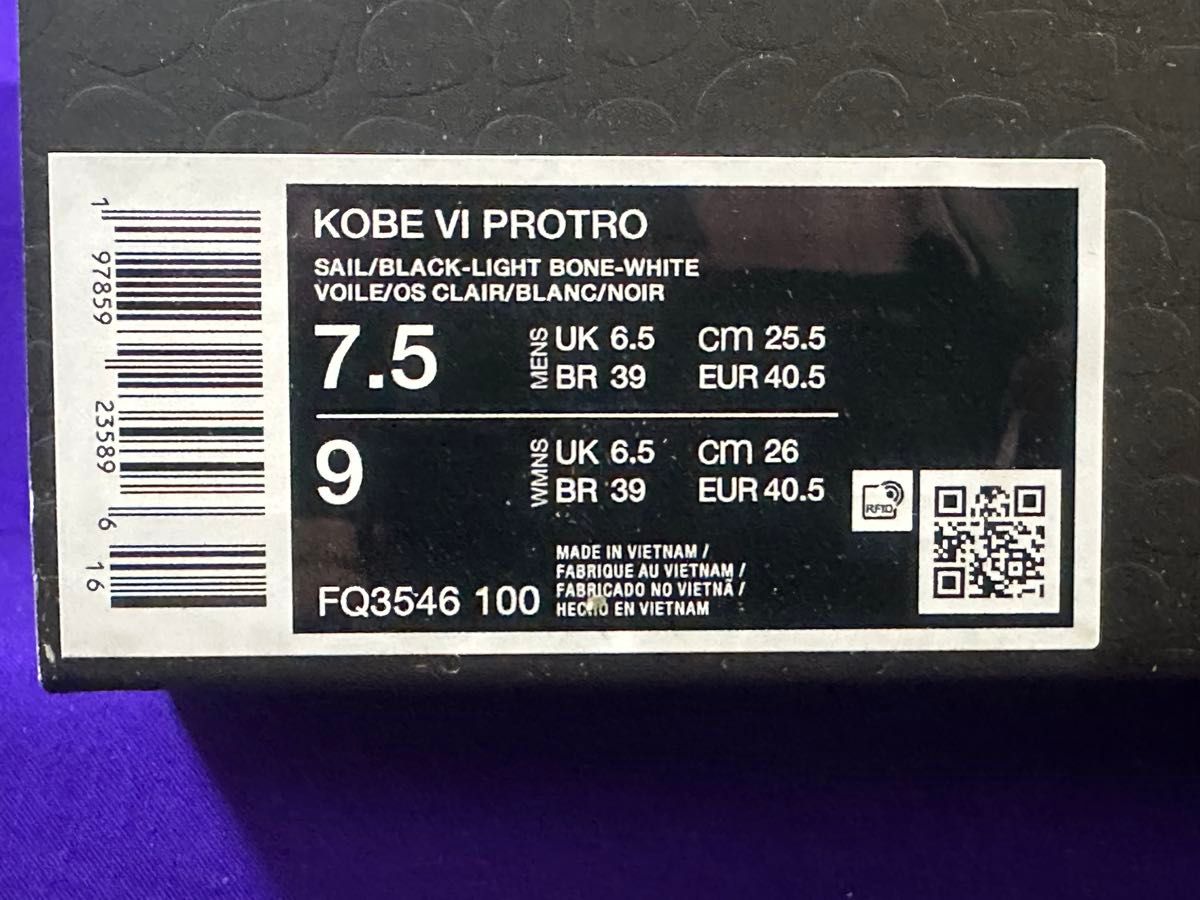 KOBE VI PROTRO
SAIL/BLACK-LIGHT BONE-WHITE
VOILE/OS CLAIR/BLANC/NOIR
7.5 MENS UK 6.5 cm 25.5
BR 39 EUR 40.5
9 WMNS UK 6.5 cm 26
BR 39 EUR 40.5
RFID
FQ3546 100
MADE IN VIETNAM /
FABRIQUE AU VIETNAM /
FABRICADO NO VIETNÃ /
HECHO EN VIETNAM
1 97859 23589 6 16